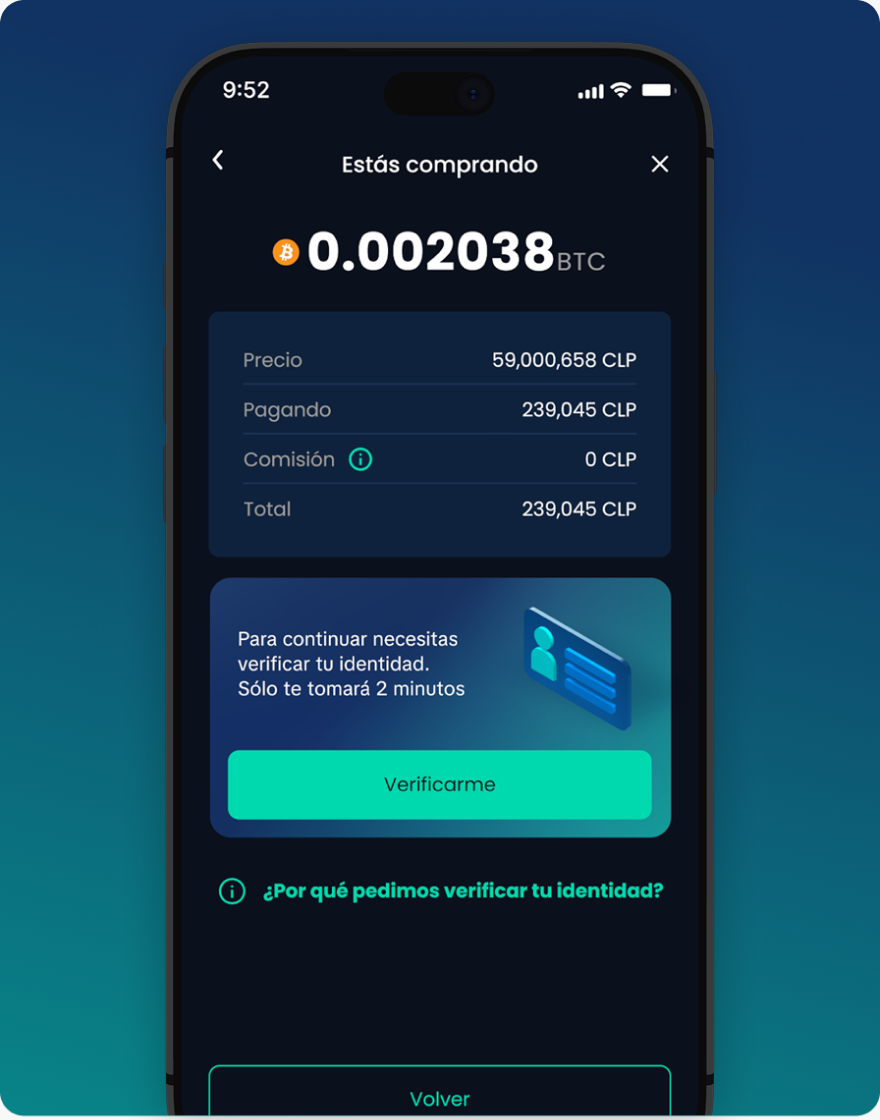 9:52
Estás comprando
0.002038 BTC
Precio 59,000,658 CLP
Pagando 239,045 CLP
Comisión 0 CLP
Total 239,045 CLP
Para continuar necesitas
verificar tu identidad.
Sólo te tomará 2 minutos
Verificarme
¿Por qué pedimos verificar tu identidad?
Volver